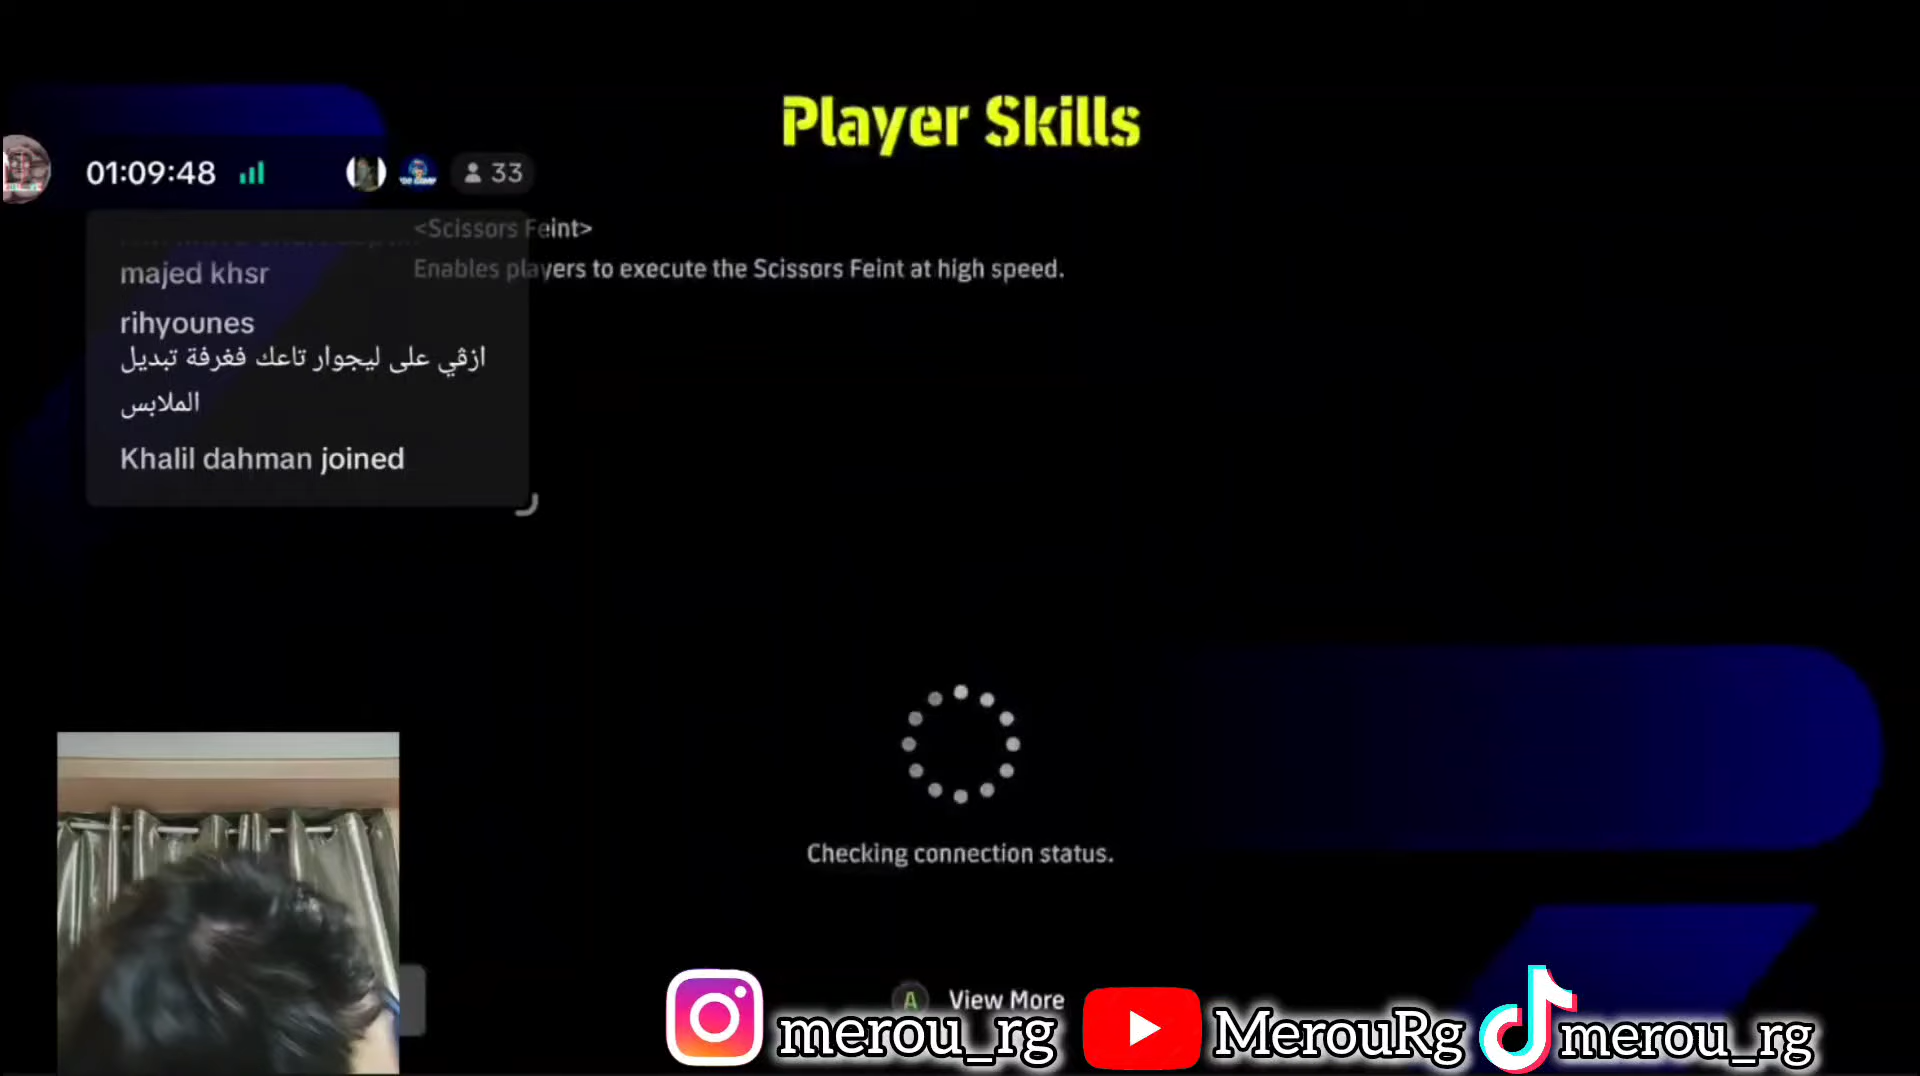 Player Skills
01:09:48
33
<Scissors Feint>
Enables players to execute the Scissors Feint at high speed.
majed khsr
rihyounes
ازڤي على ليجوار تاعك فغرفة تبديل
الملابس
Khalil dahman joined
Checking connection status.
A View More
merou_rg
MerouRg
merou_rg